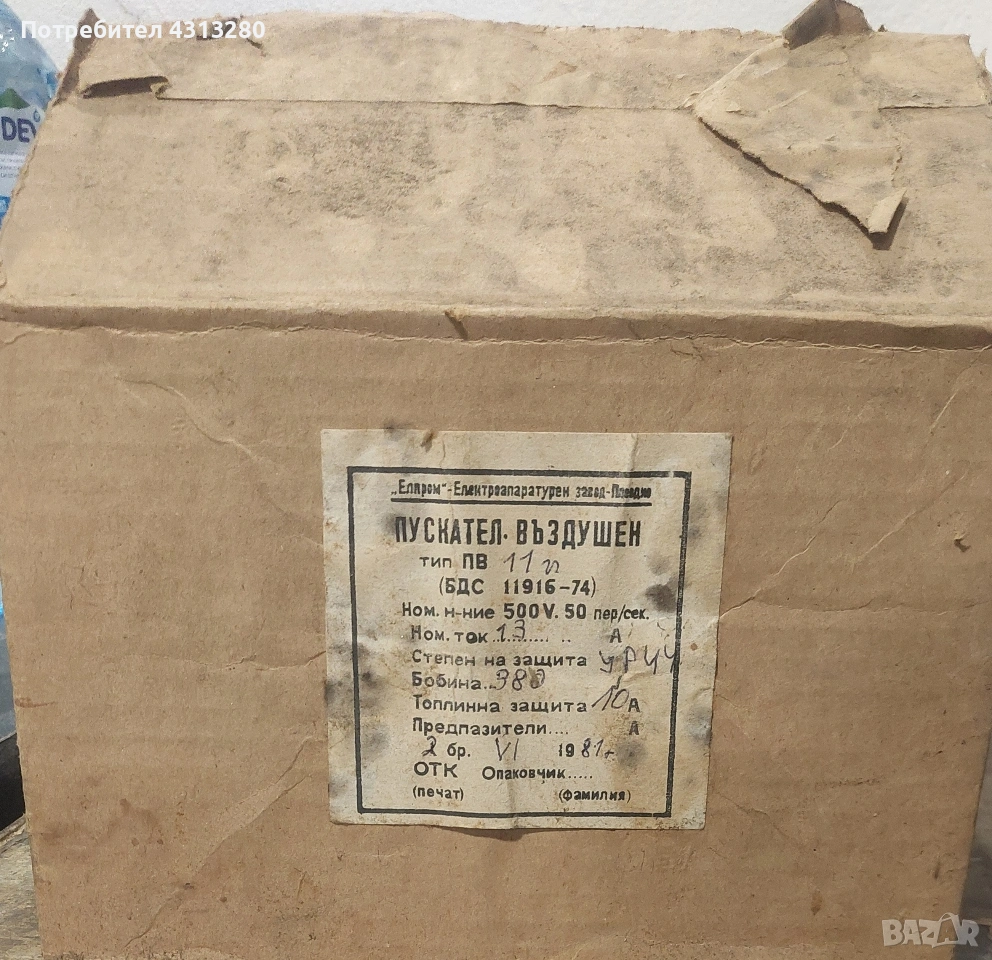 Потребител 4313280
DEV
„Елпром"-Електроапаратурен завод-Пловдив
ПУСКАТЕЛ ВЪЗДУШЕН
тип ПВ 11
(БДС 11916-74)
Ном. н-ние 500V. 50 пер/сек.
Ном. ток 13 А
Степен на защита
Бобина.. 380
Топлинна защита 10 А
Предпазители.... А
2 бр. VI 1981г
ОТК Опаковчик.....
(печат) (фамилия)
BAZAR